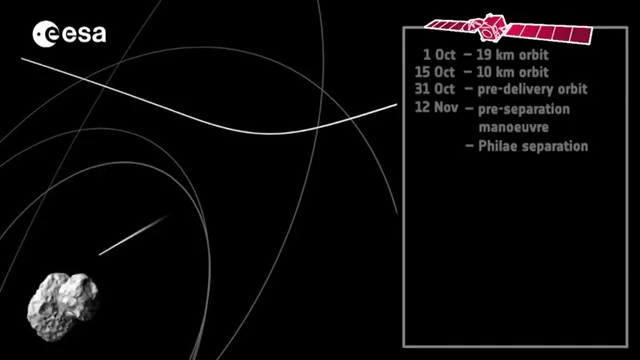 esa
1 Oct – 19 km orbit
15 Oct – 10 km orbit
31 Oct – pre-delivery orbit
12 Nov – pre-separation
manoeuvre
– Philae separation